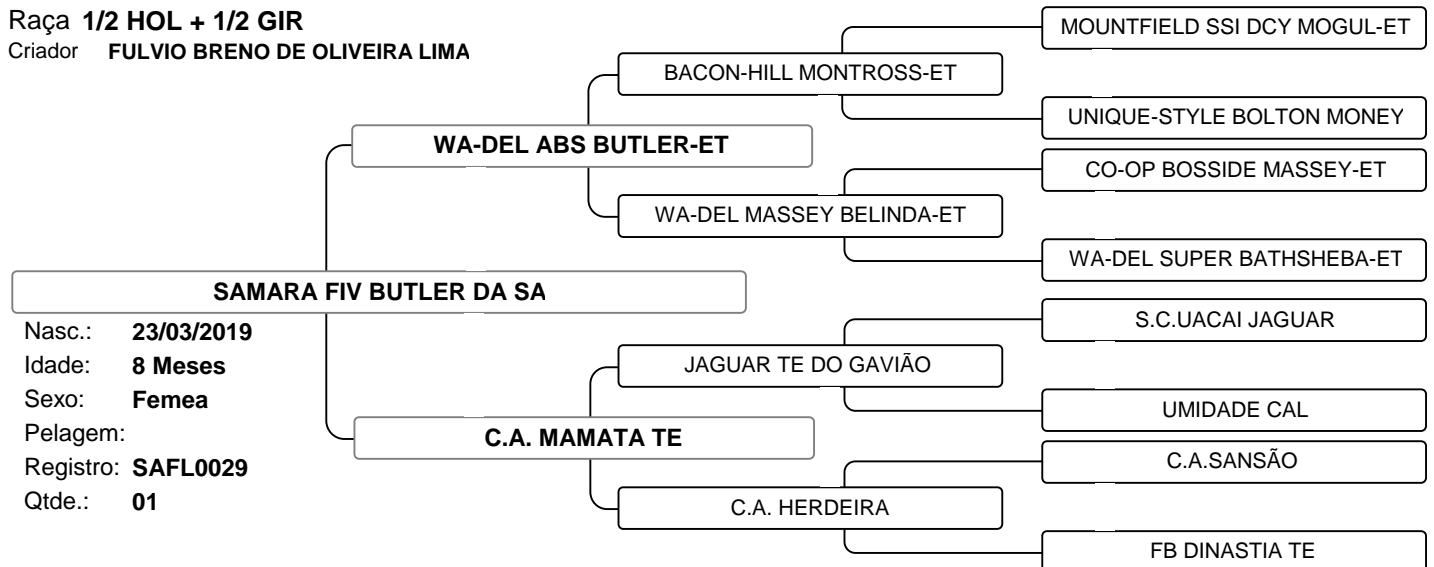 Raça 1/2 HOL + 1/2 GIR
Criador FULVIO BRENO DE OLIVEIRA LIMA
MOUNTFIELD SSI DCY MOGUL-ET
BACON-HILL MONTROSS-ET
UNIQUE-STYLE BOLTON MONEY
WA-DEL ABS BUTLER-ET
CO-OP BOSSIDE MASSEY-ET
WA-DEL MASSEY BELINDA-ET
WA-DEL SUPER BATHSHEBA-ET
SAMARA FIV BUTLER DA SA
Nasc.: 23/03/2019
Idade: 8 Meses
Sexo: Femea
Pelagem:
Registro: SAFL0029
Qtde.: 01
S.C.UACAI JAGUAR
JAGUAR TE DO GAVIÃO
UMIDADE CAL
C.A. MAMATA TE
C.A.SANSÃO
C.A. HERDEIRA
FB DINASTIA TE